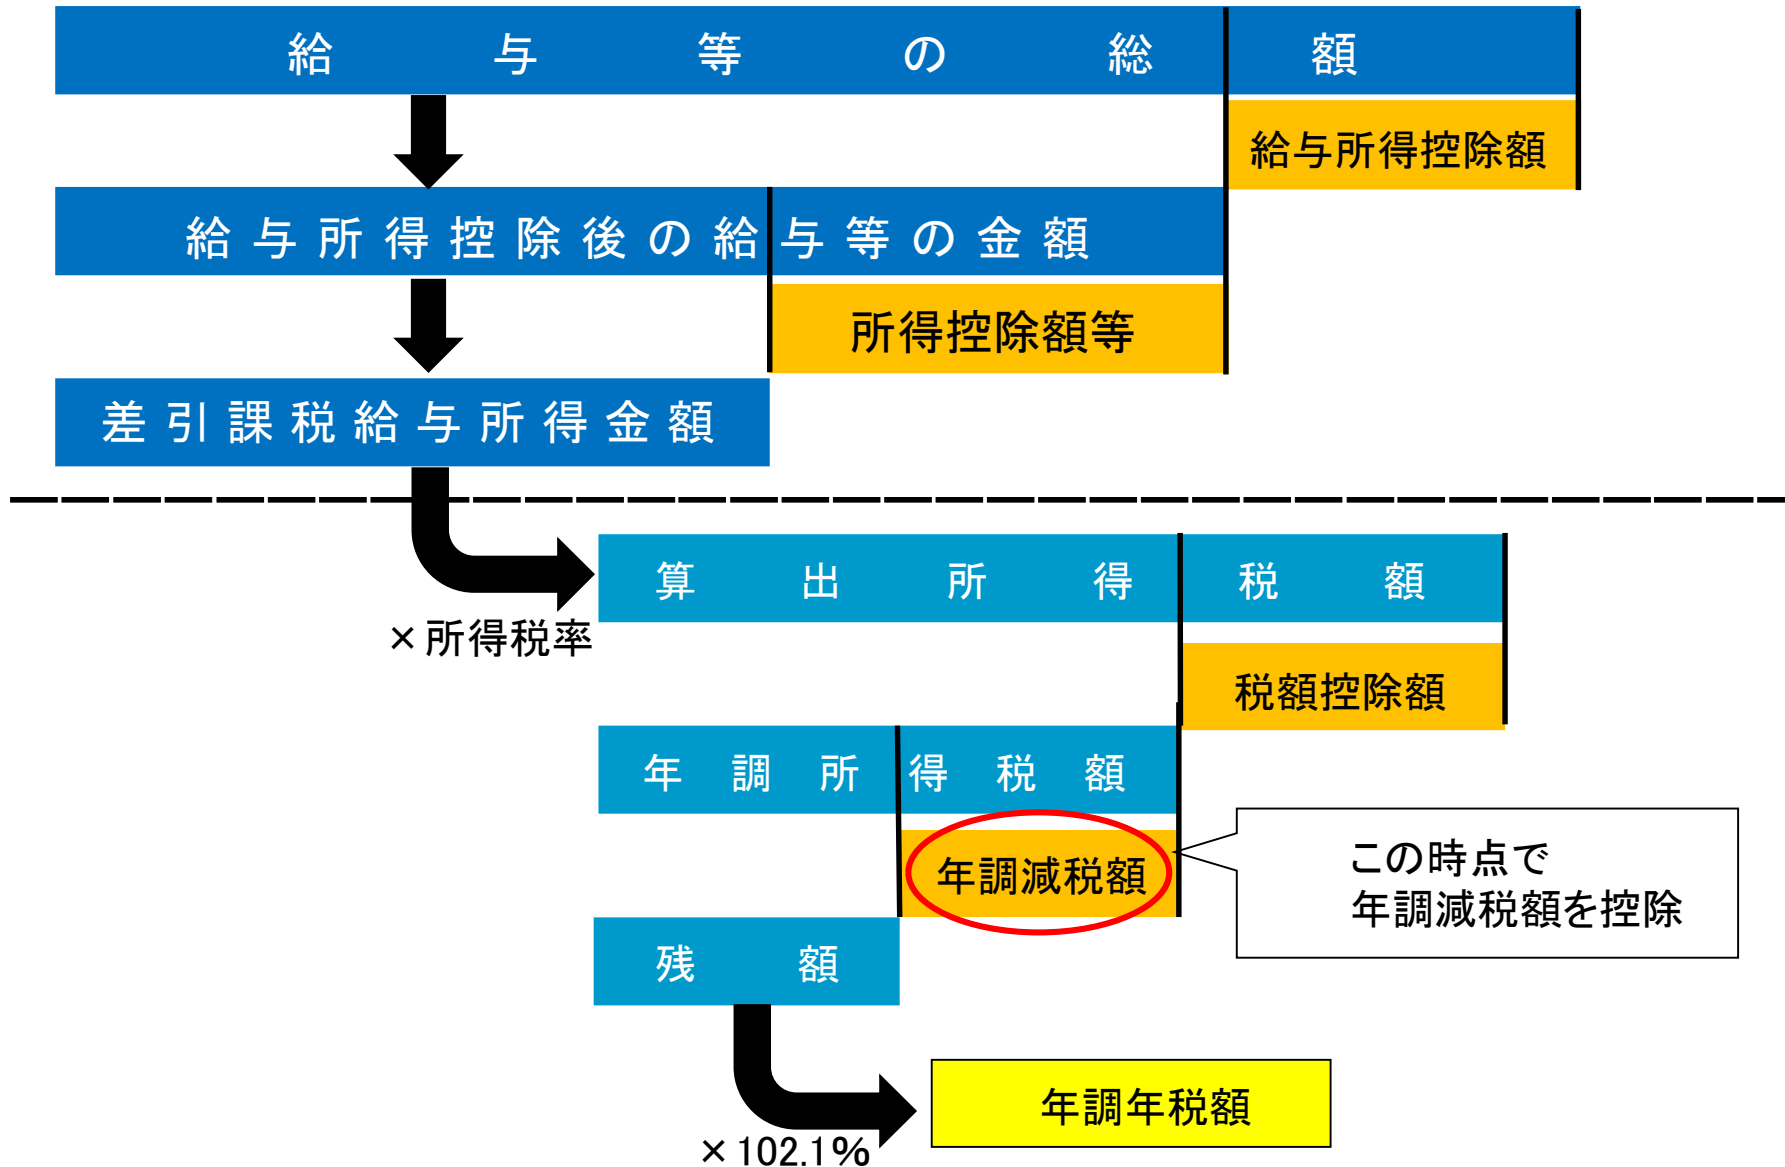 給与等の総額
給与所得控除額
給与所得控除後の給与等の金額
所得控除額等
差引課税給与所得金額
×所得税率
算出所得税額
税額控除額
年調所得税額
年調減税額
この時点で
年調減税額を控除
残額
×102.1%
年調年税額